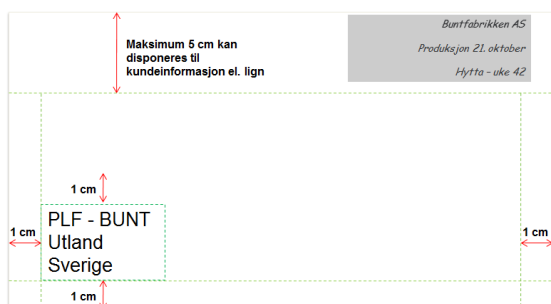 Maksimum 5 cm kan
disponeres til
kundeinformasjon el. lign
Buntfabrikken AS
Produksjon 21. oktober
Hytta - uke 42
1 cm
PLF - BUNT
Utland
Sverige
1 cm
1 cm
1 cm